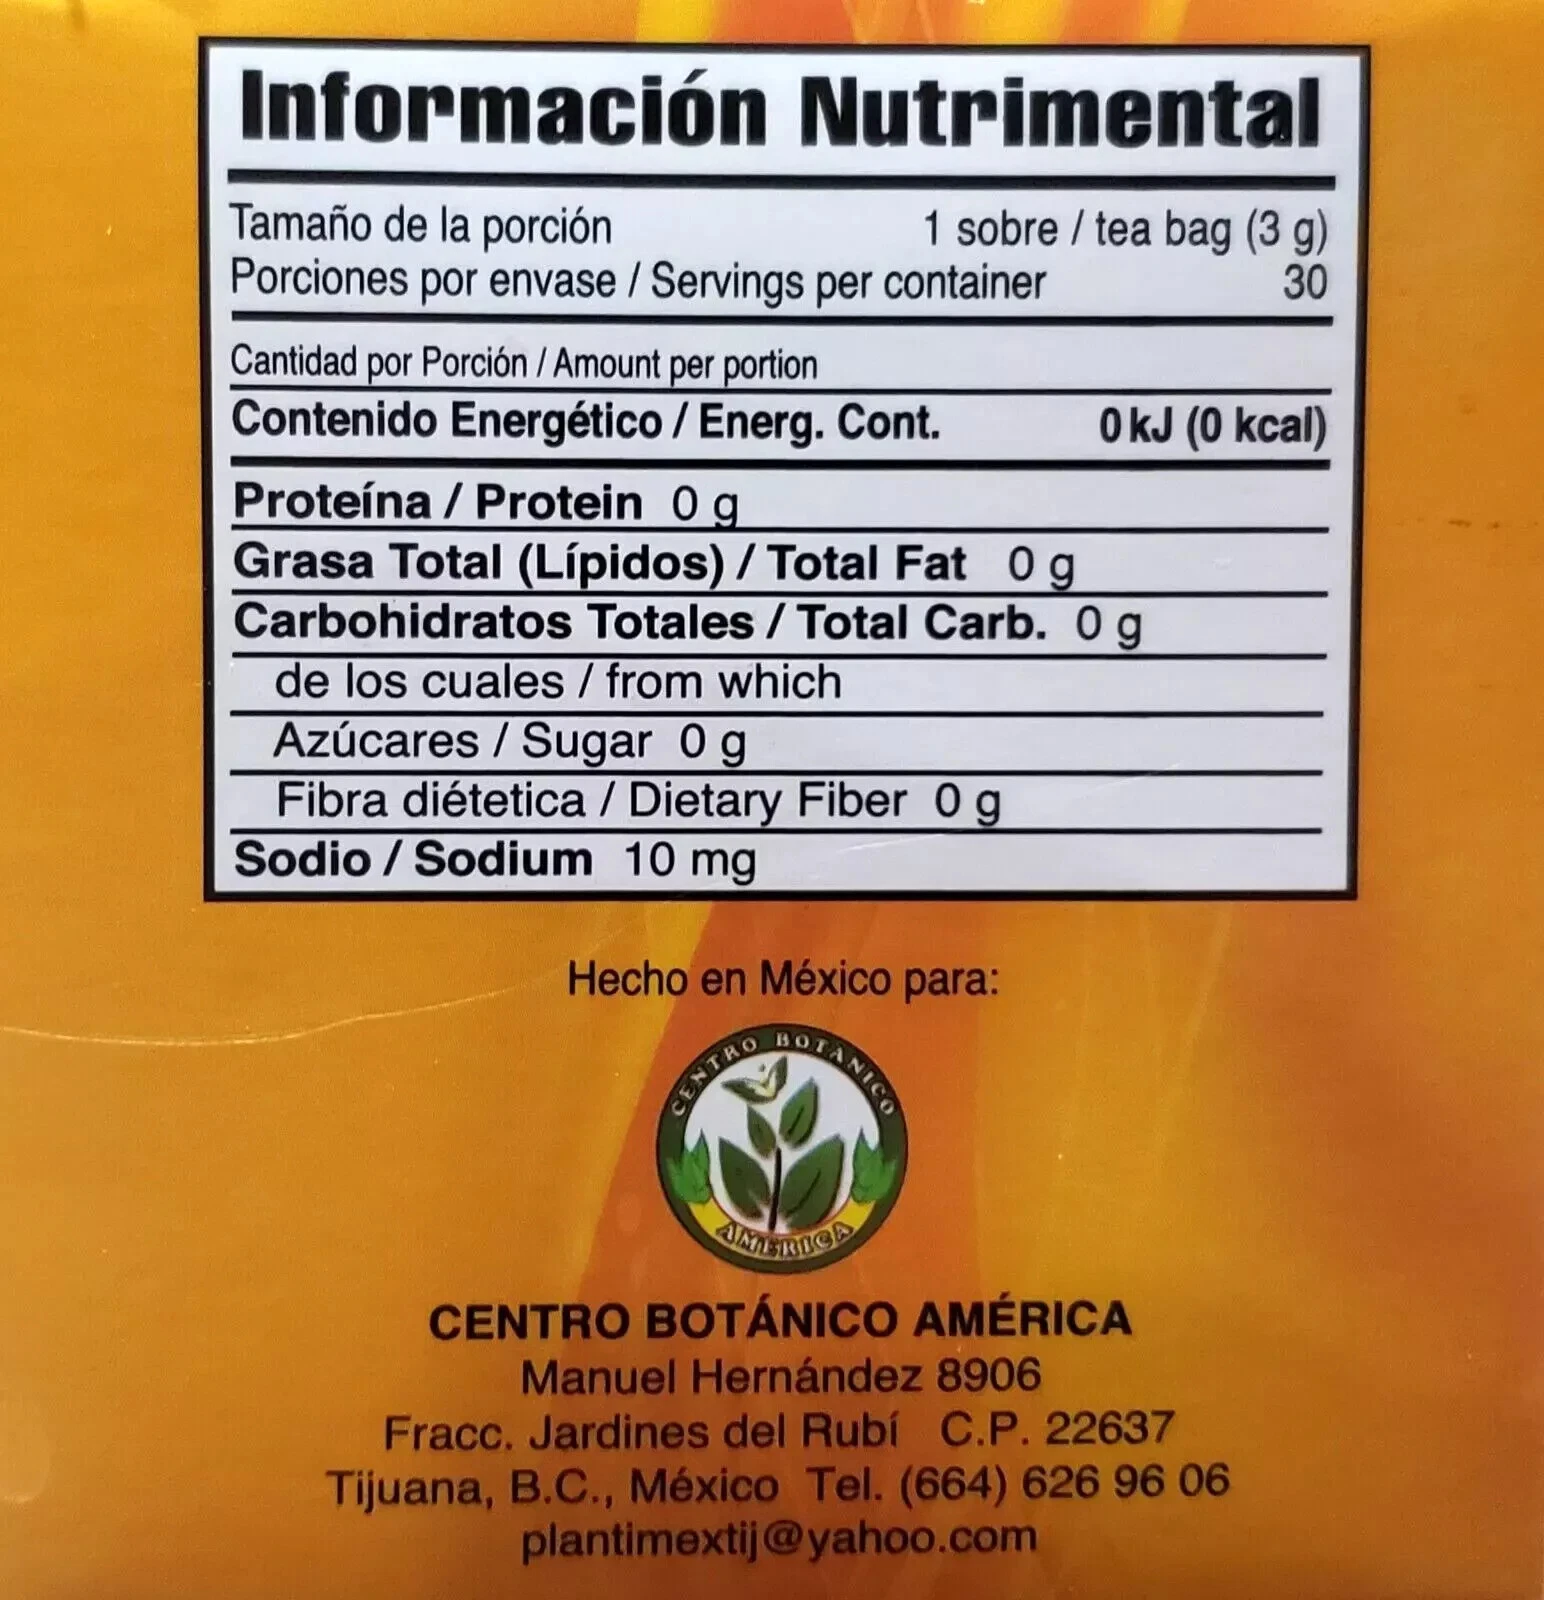 Información Nutrimental
Tamaño de la porción 1 sobre / tea bag (3 g)
Porciones por envase / Servings per container 30
Cantidad por Porción / Amount per portion
Contenido Energético / Energ. Cont. 0 kJ (0 kcal)
Proteína / Protein 0 g
Grasa Total (Lípidos) / Total Fat 0 g
Carbohidratos Totales / Total Carb. 0 g
de los cuales / from which
Azúcares / Sugar 0 g
Fibra diétetica / Dietary Fiber 0 g
Sodio / Sodium 10 mg
Hecho en México para:
CENTRO BOTANICO
AMERICA
CENTRO BOTÁNICO AMÉRICA
Manuel Hernández 8906
Fracc. Jardines del Rubí C.P. 22637
Tijuana, B.C., México Tel. (664) 626 96 06
plantimextij@yahoo.com